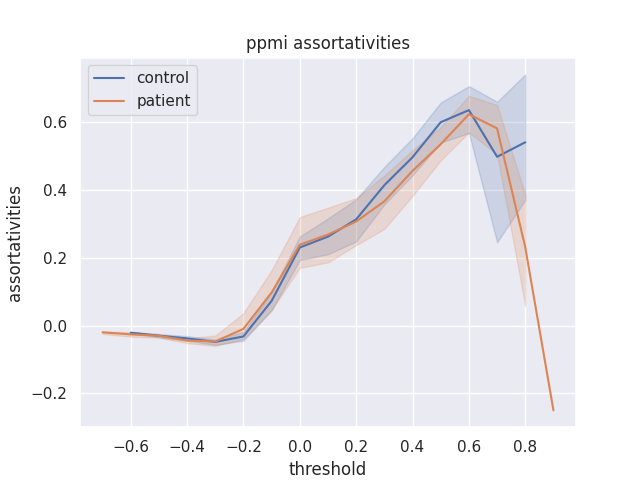 ppmi assortativities
control
patient
0.6
0.4
0.2
0.0
−0.2
assortativities
−0.6 −0.4 −0.2 0.0 0.2 0.4 0.6 0.8
threshold